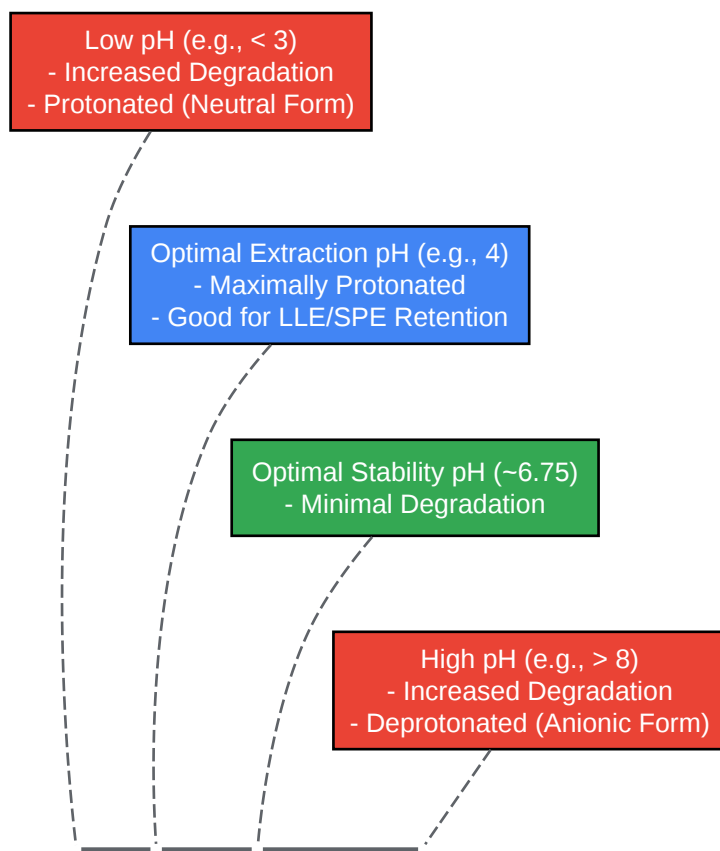 Low pH (e.g., < 3)
- Increased Degradation
- Protonated (Neutral Form)
Optimal Extraction pH (e.g., 4)
- Maximally Protonated
- Good for LLE/SPE Retention
Optimal Stability pH (~6.75)
- Minimal Degradation
High pH (e.g., > 8)
- Increased Degradation
- Deprotonated (Anionic Form)